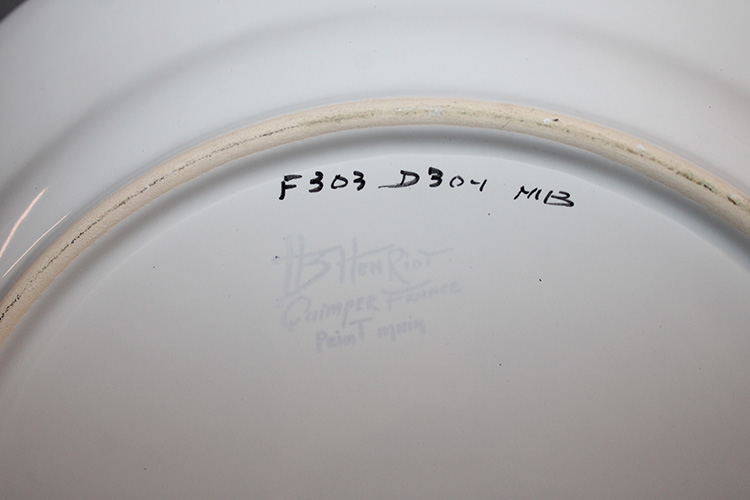 F303 D304 MB
HB HENRIOT
Quimper France
Peint main